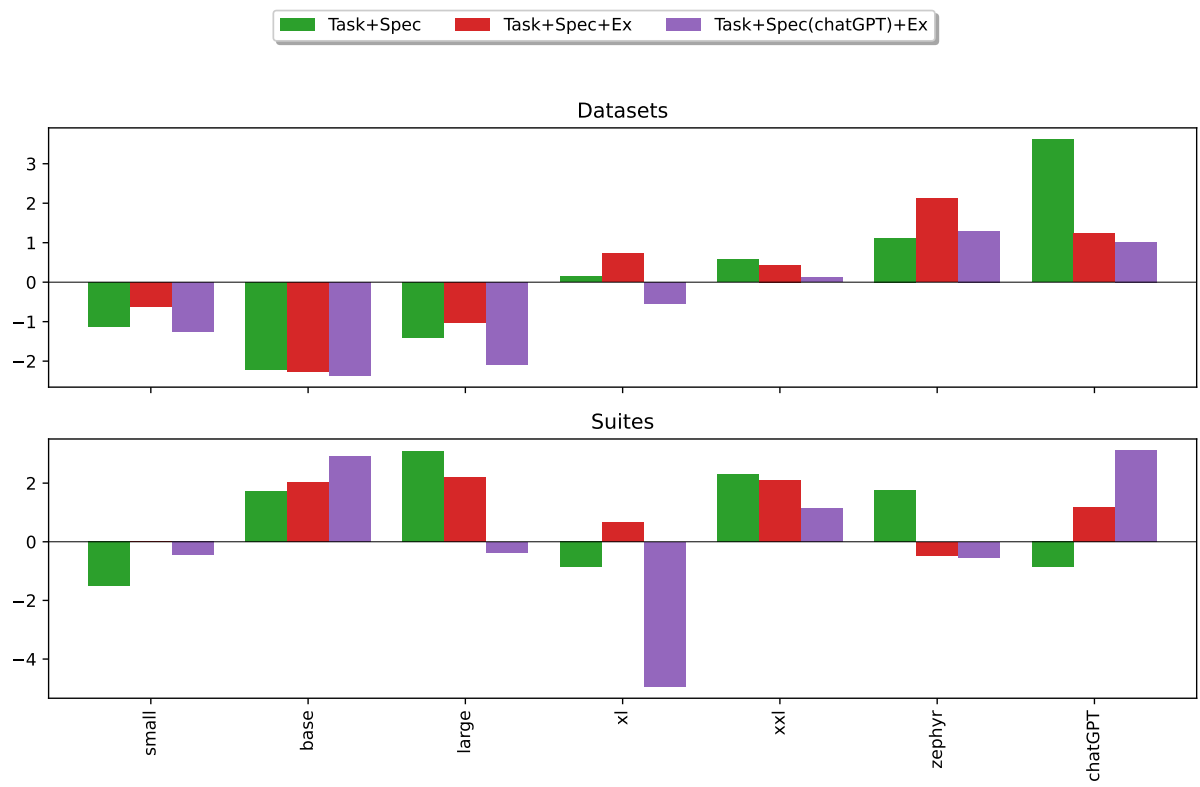 Task+Spec Task+Spec+Ex Task+Spec(chatGPT)+Ex
Datasets
3
2
1
0
−1
−2
Suites
2
0
−2
−4
small base large xl xxl zephyr chatGPT